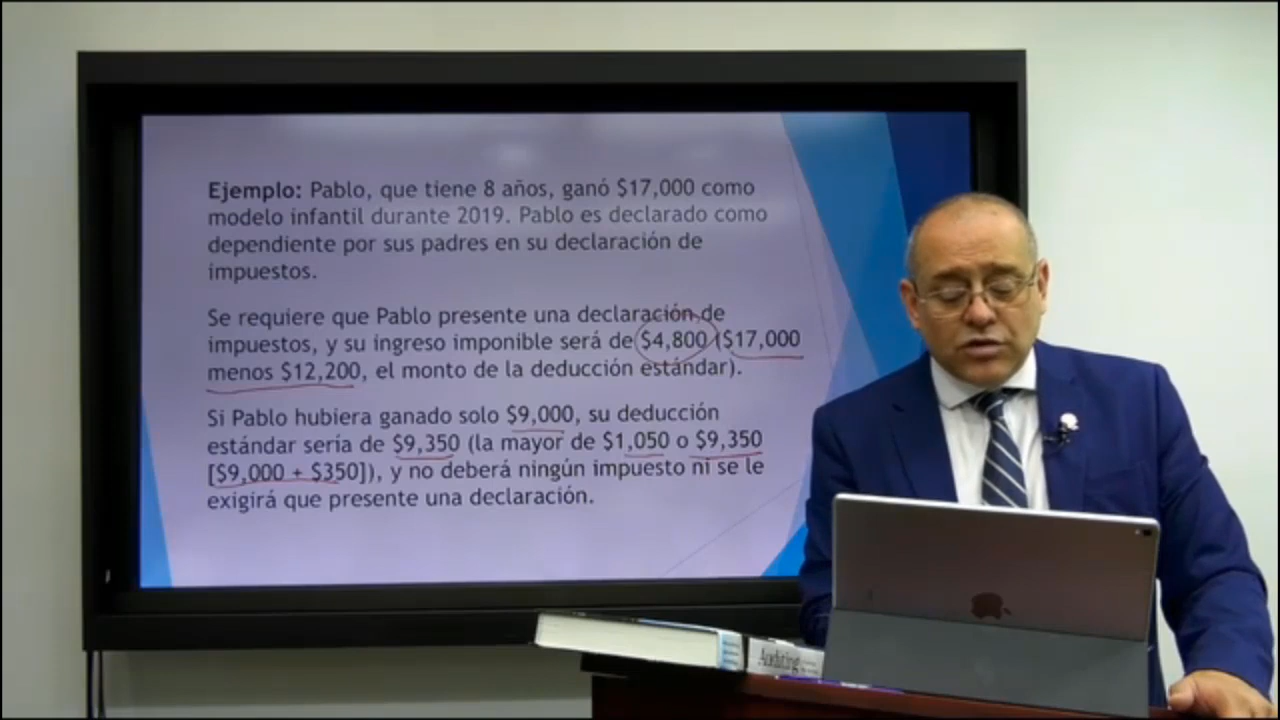 Ejemplo: Pablo, que tiene 8 años, ganó $17,000 como
modelo infantil durante 2019. Pablo es declarado como
dependiente por sus padres en su declaración de
impuestos.
Se requiere que Pablo presente una declaración de
impuestos, y su ingreso imponible será de $4,800 ($17,000
menos $12,200, el monto de la deducción estándar).
Si Pablo hubiera ganado solo $9,000, su deducción
estándar sería de $9,350 (la mayor de $1,050 o $9,350
[$9,000 + $350]), y no deberá ningún impuesto ni se le
exigirá que presente una declaración.
Auditing